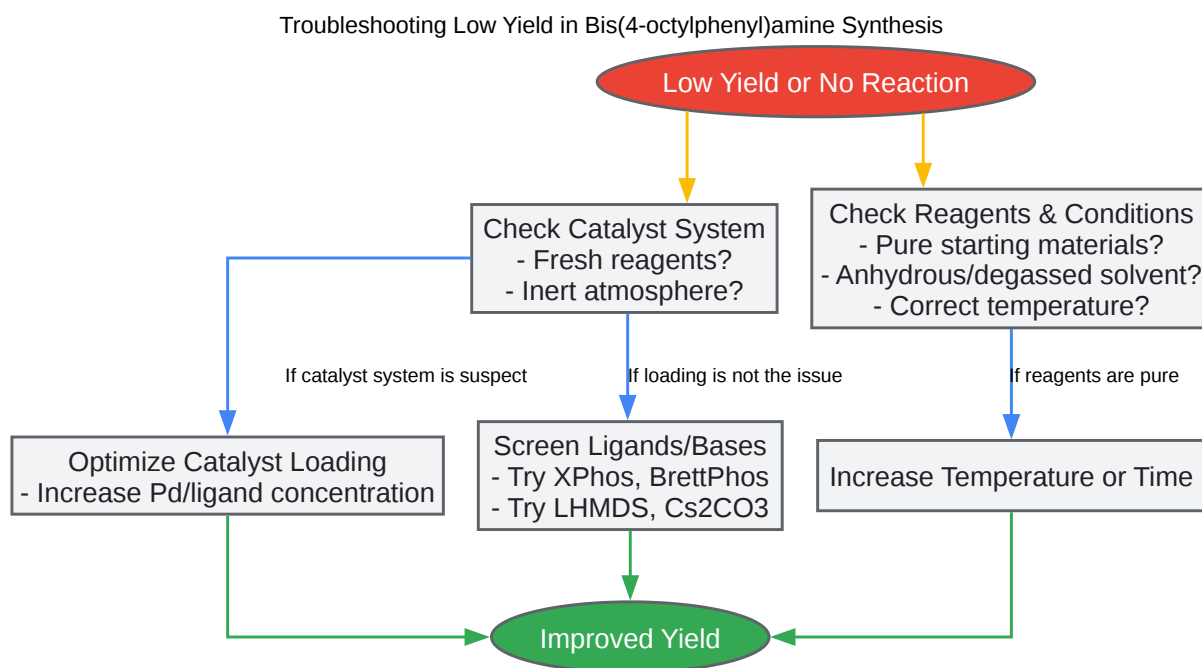 Troubleshooting Low Yield in Bis(4-octylphenyl)amine Synthesis
Low Yield or No Reaction
Check Catalyst System
- Fresh reagents?
- Inert atmosphere?
Check Reagents & Conditions
- Pure starting materials?
- Anhydrous/degassed solvent?
- Correct temperature?
If catalyst system is suspect
If loading is not the issue
If reagents are pure
Optimize Catalyst Loading
- Increase Pd/ligand concentration
Screen Ligands/Bases
- Try XPhos, BrettPhos
- Try LHMDS, Cs2CO3
Increase Temperature or Time
Improved Yield